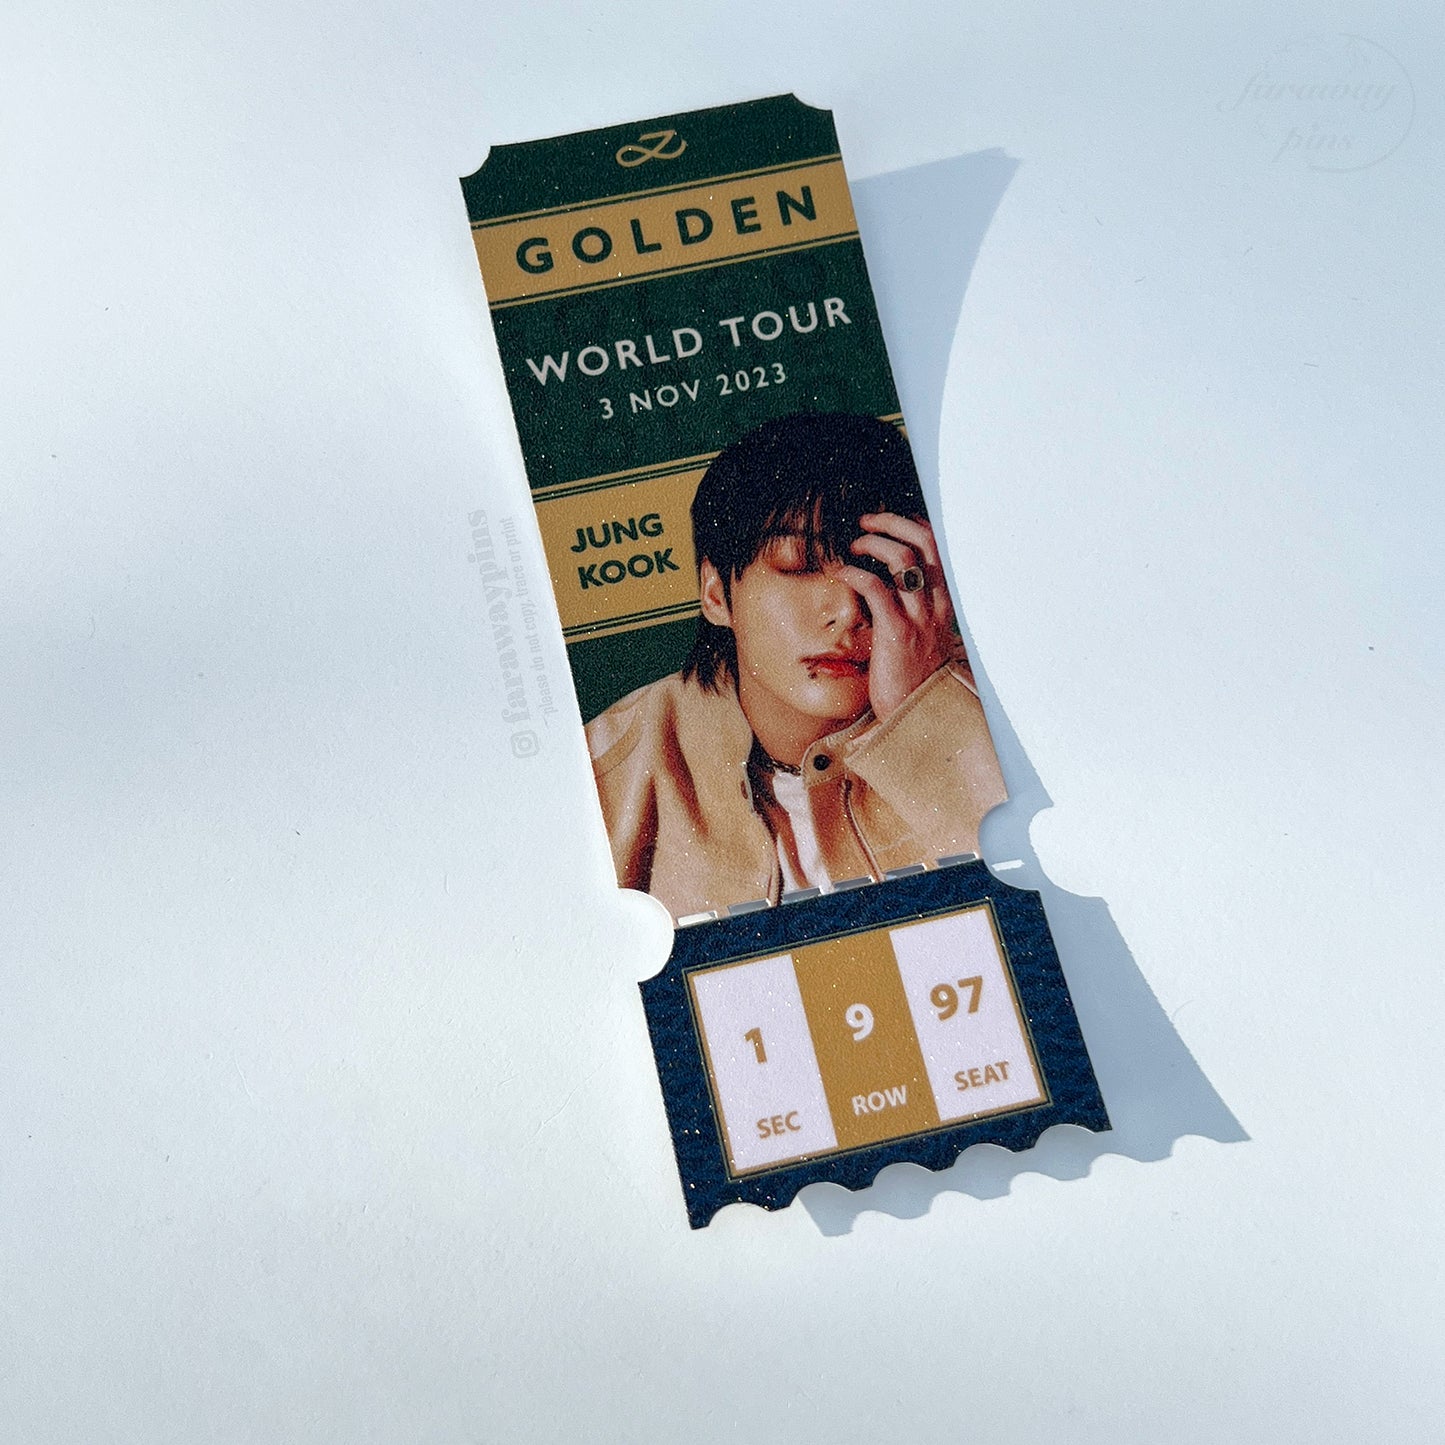 faraway
pins
GOLDEN
WORLD TOUR
3 NOV 2023
JUNG
KOOK
farawaypins
please do not copy, trace or print
1
SEC
9
ROW
97
SEAT